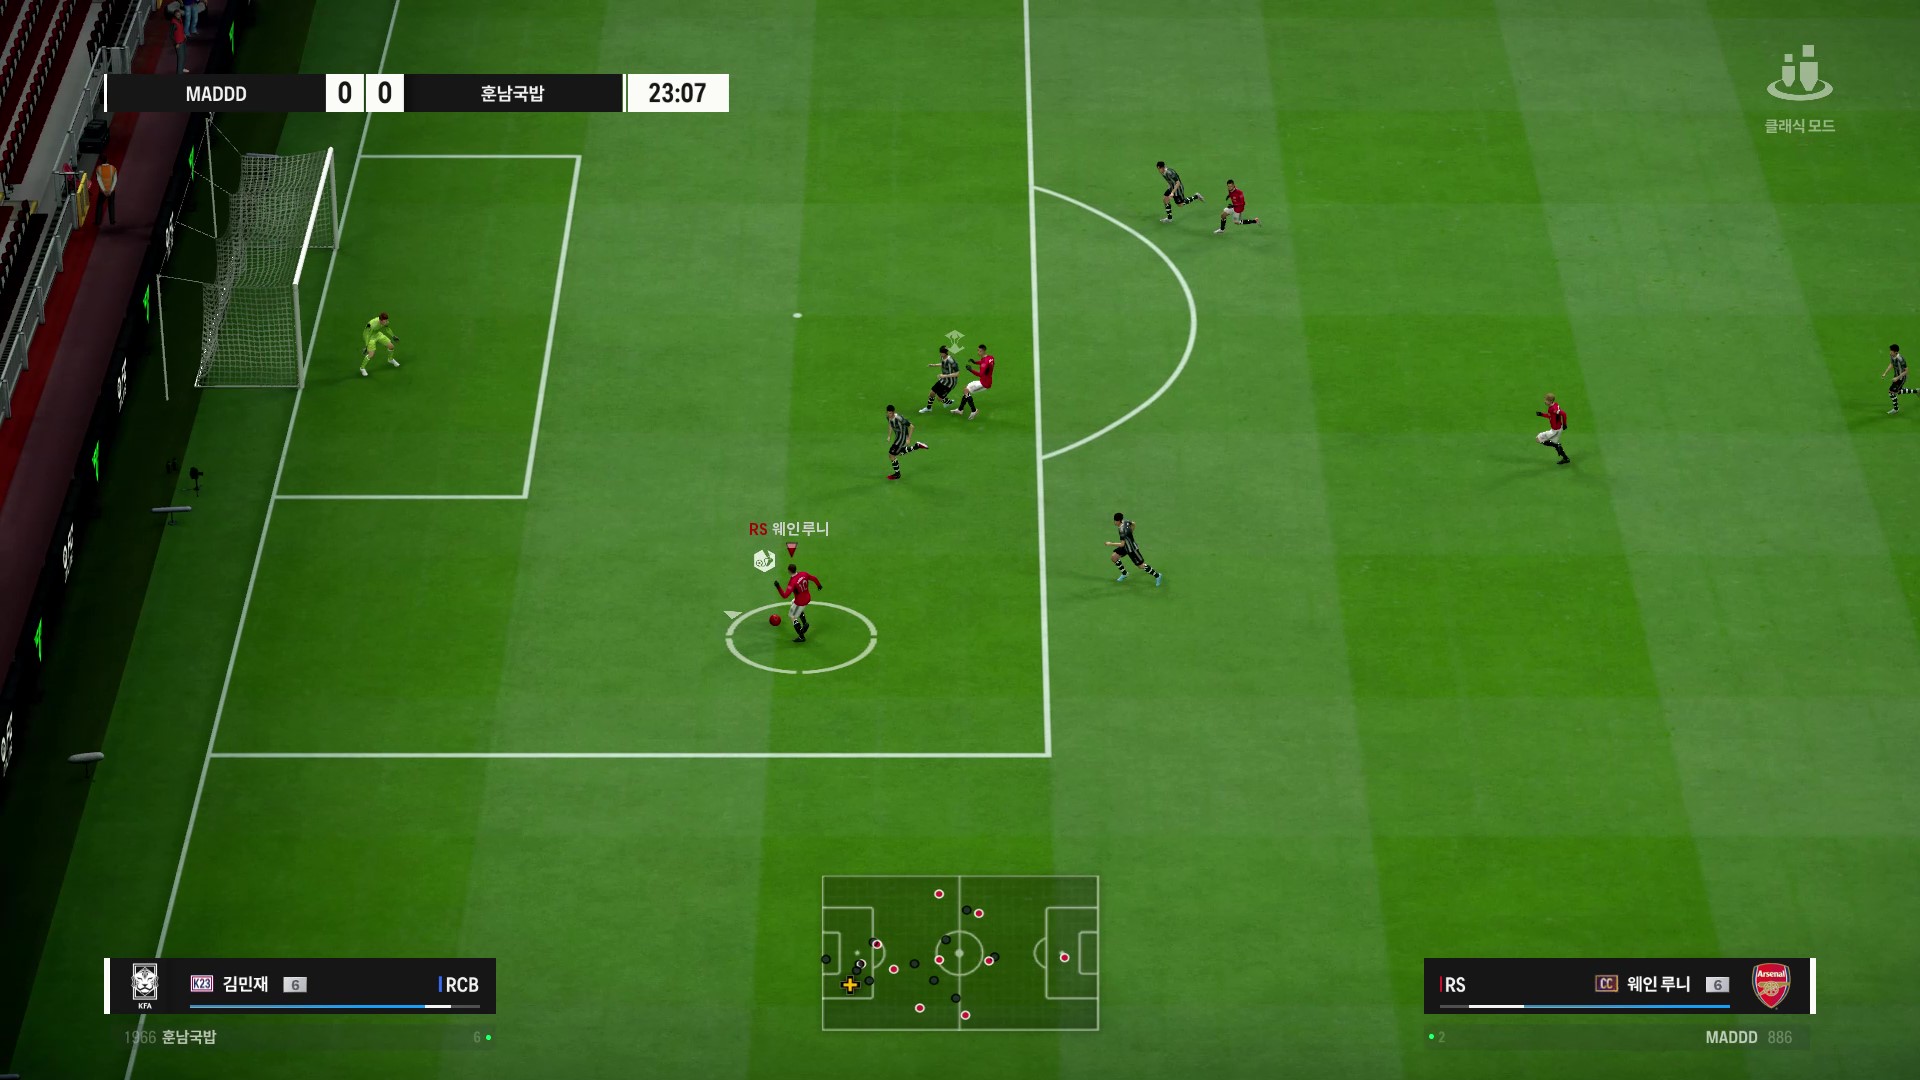 MADDD 0 0 훈남국밥 23:07
클래식 모드
RS 웨인 루니
KFA K23 김민재 6 RCB
1966 훈남국밥 6
RS CC 웨인 루니 6 Arsenal
2 MADDD 886